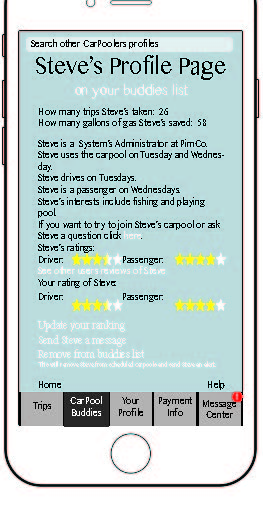 Search other CarPoolers profiles
Steve's Profile Page
on your buddies list
How many trips Steve's taken: 26
How many gallons of gas Steve's saved: 58
Steve is a System's Administrator at PimCo.
Steve uses the carpool on Tuesday and Wednes-
day.
Steve drives on Tuesdays.
Steve is a passenger on Wednesdays.
Steve's interests include fishing and playing
pool.
If you want to try to join Steve's carpool or ask
Steve a question click here.
Steve's ratings:
Driver: Passenger:
See other users reviews of Steve
Your rating of Steve:
Driver: Passenger:
Update your ranking
Send Steve a message
Remove from buddies list
Home Help
Trips
CarPool
Buddies
Your
Profile
Payment
Info
Message
Center
!